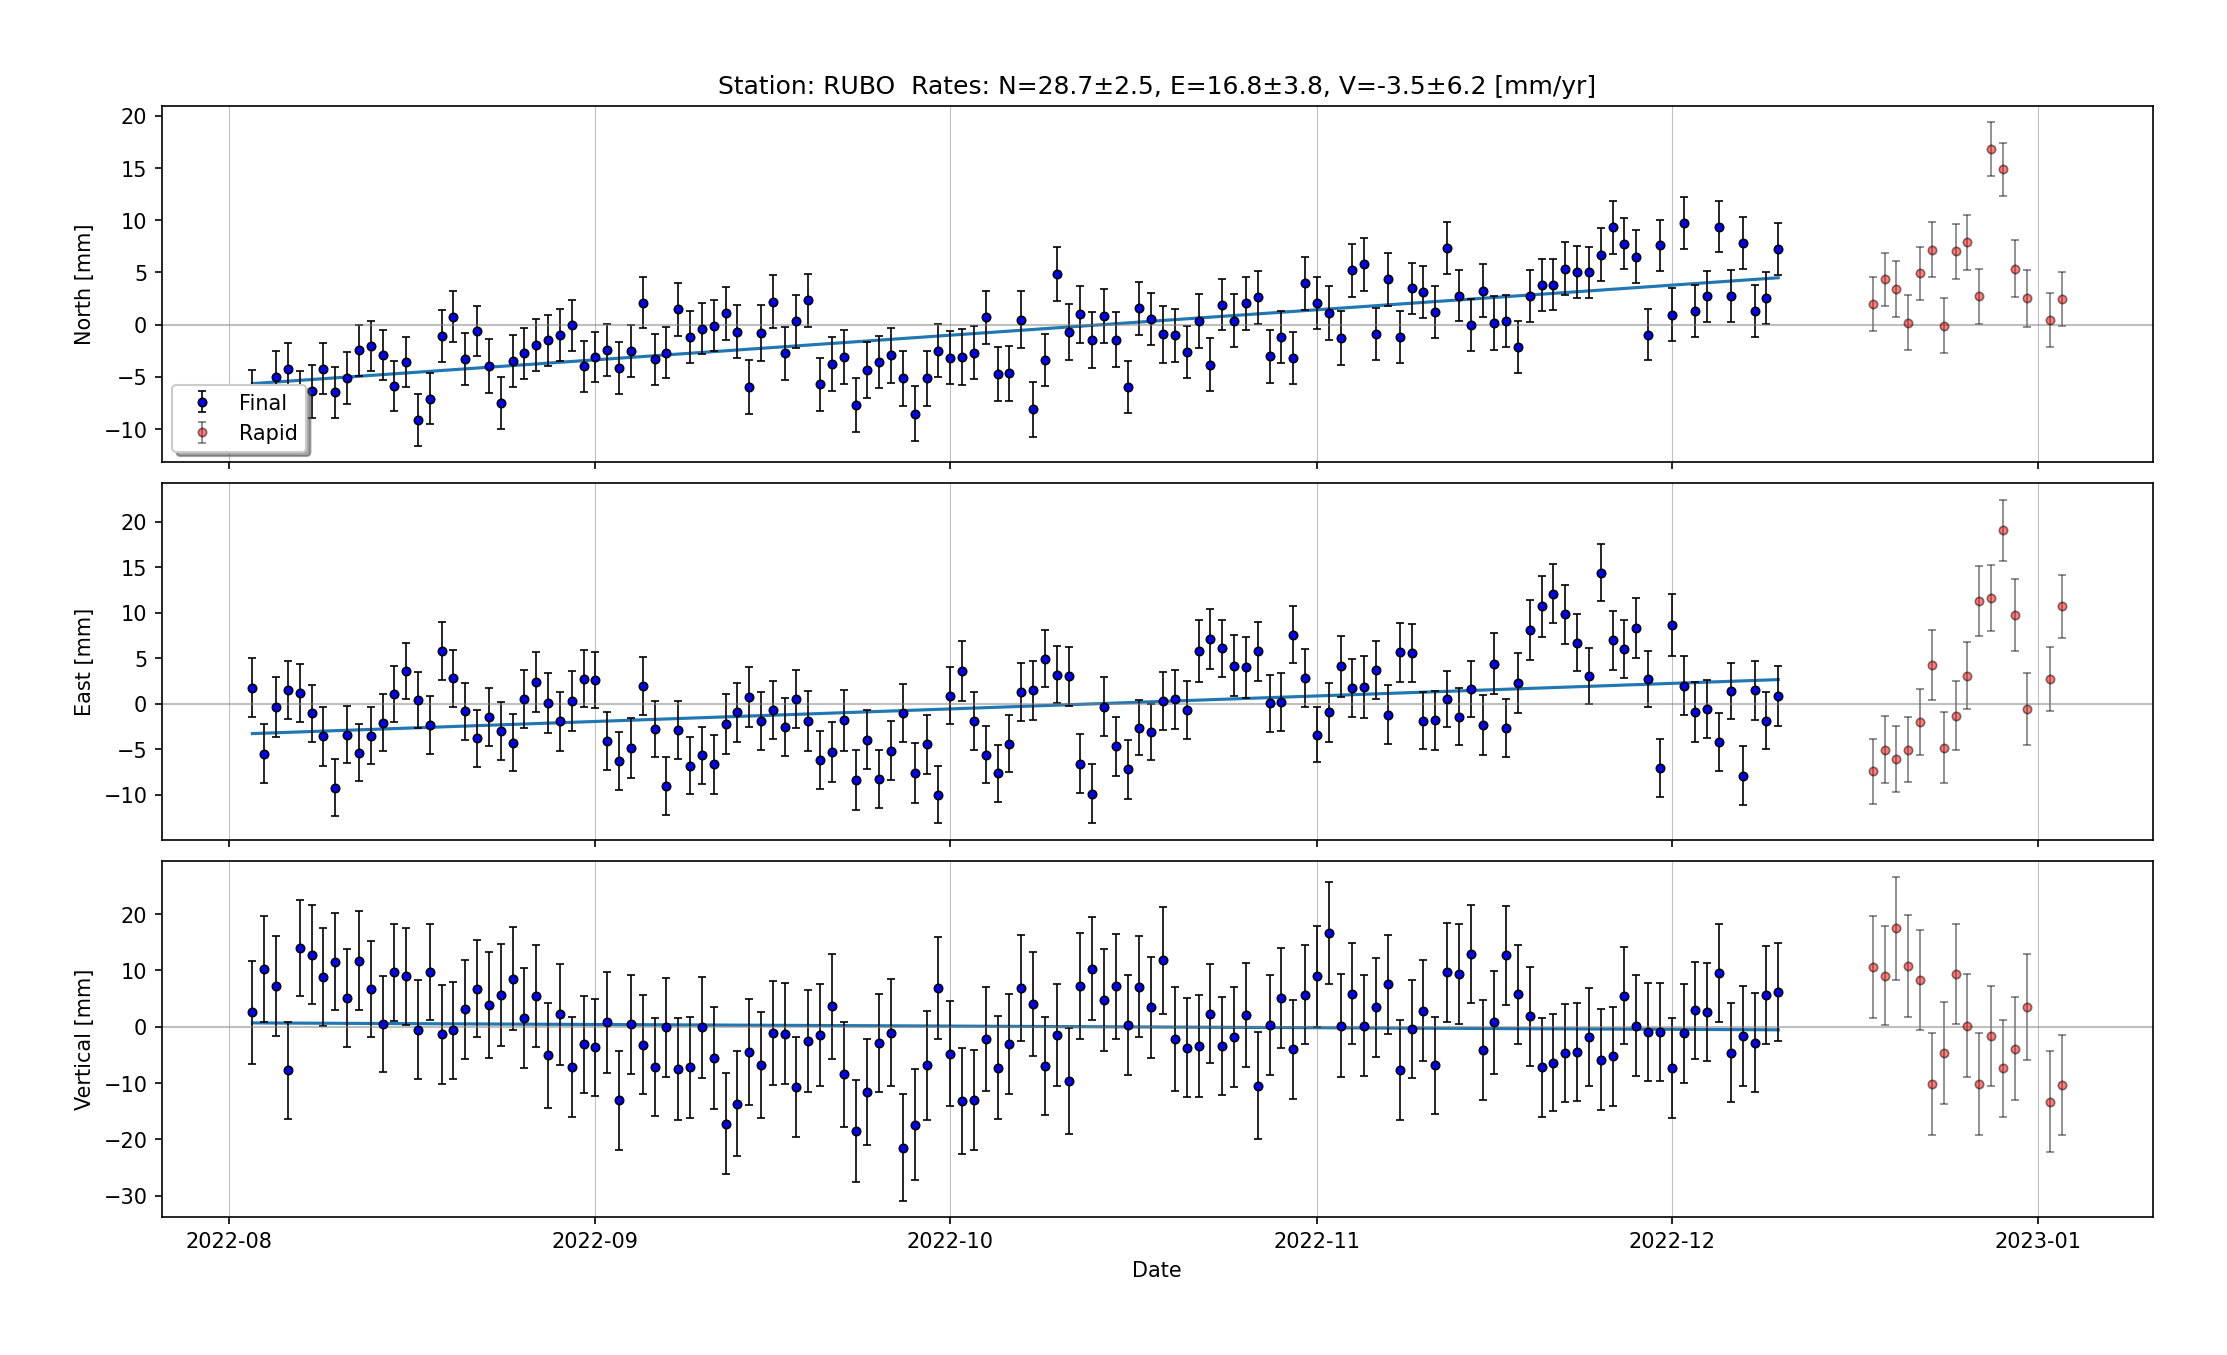 Station: RUBO  Rates: N=28.7±2.5, E=16.8±3.8, V=-3.5±6.2 [mm/yr]
20
15
10
5
0
−5
−10
North [mm]
Final
Rapid
20
15
10
5
0
−5
−10
East [mm]
20
10
0
−10
−20
−30
Vertical [mm]
2022-08 2022-09 2022-10 2022-11 2022-12 2023-01
Date